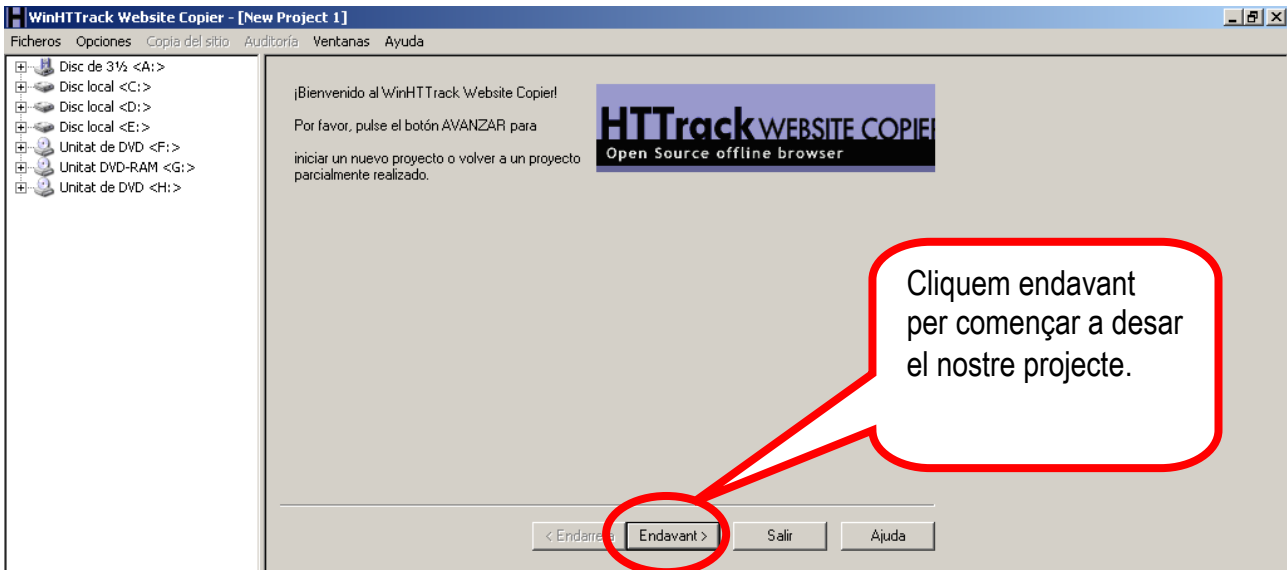 WinHTTrack Website Copier - [New Project 1]
Ficheros Opciones Copia del sitio Auditoría Ventanas Ayuda
Disc de 3½ <A:>
Disc local <C:>
Disc local <D:>
Disc local <E:>
Unitat de DVD <F:>
Unitat DVD-RAM <G:>
Unitat de DVD <H:>
¡Bienvenido al WinHTTrack Website Copier!
Por favor, pulse el botón AVANZAR para
iniciar un nuevo proyecto o volver a un proyecto
parcialmente realizado.
HTTrack WEBSITE COPIER
Open Source offline browser
Cliquem endavant
per començar a desar
el nostre projecte.
< Endarrera Endavant > Salir Ajuda